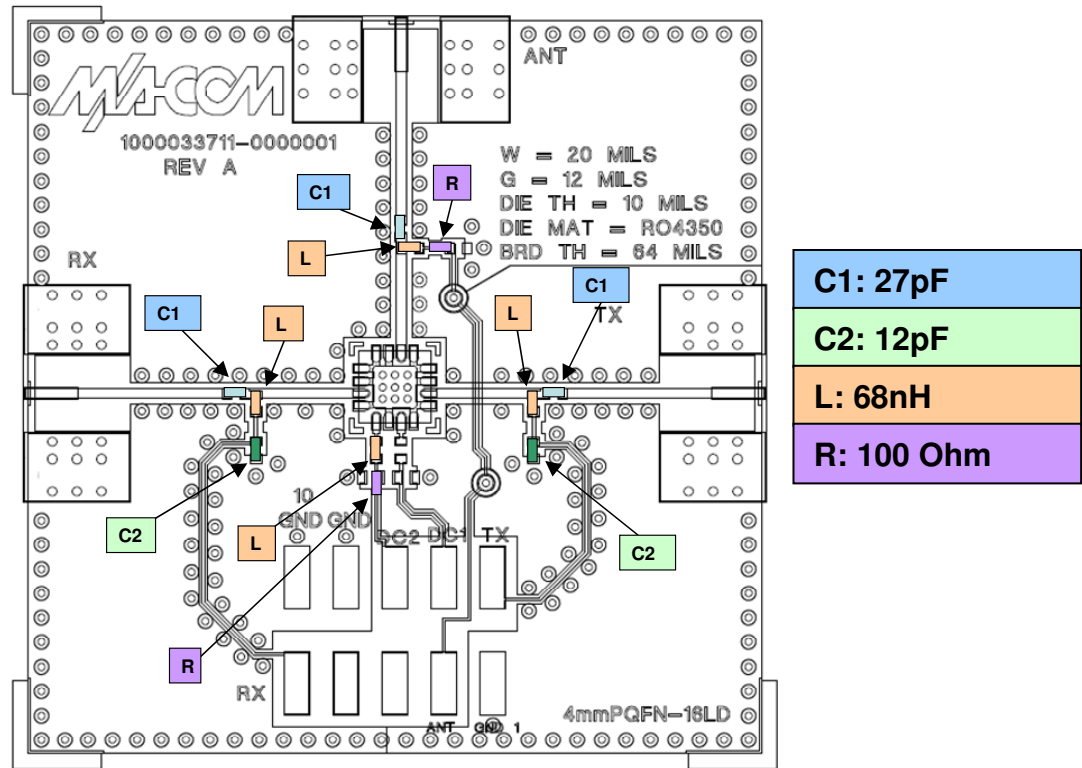 ANT
M/A-COM
1000033711-0000001
REV A
W = 20 MILS
G = 12 MILS
DIE TH = 10 MILS
DIE MAT = RO4350
BRD TH = 64 MILS
C1
R
L
RX
C1
TX
C1
L
L
C1: 27pF
C2: 12pF
L: 68nH
R: 100 Ohm
10
GND GND
DC2 DC1 TX
C2
L
C2
R
RX
4mmPQFN-16LD
ANT GND 1